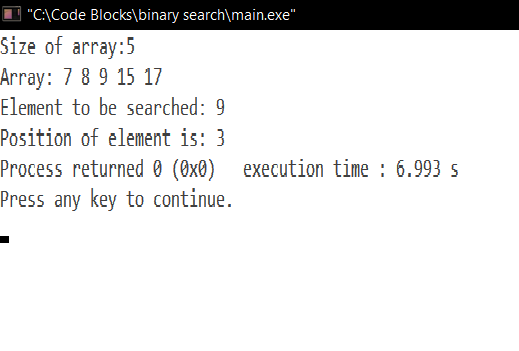 "C:\Code Blocks\binary search\main.exe"
Size of array:5
Array: 7 8 9 15 17
Element to be searched: 9
Position of element is: 3
Process returned 0 (0x0)   execution time : 6.993 s
Press any key to continue.